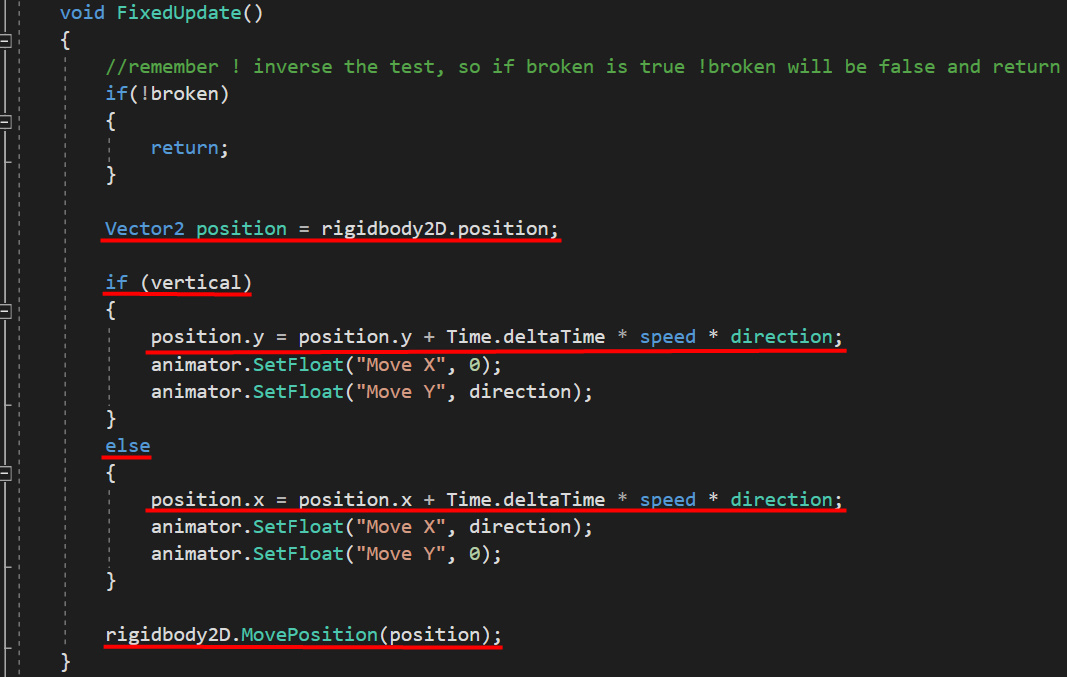 void FixedUpdate()
{
//remember ! inverse the test, so if broken is true !broken will be false and return
if(!broken)
{
return;
}
Vector2 position = rigidbody2D.position;
if (vertical)
{
position.y = position.y + Time.deltaTime * speed * direction;
animator.SetFloat("Move X", 0);
animator.SetFloat("Move Y", direction);
}
else
{
position.x = position.x + Time.deltaTime * speed * direction;
animator.SetFloat("Move X", direction);
animator.SetFloat("Move Y", 0);
}
rigidbody2D.MovePosition(position);
}